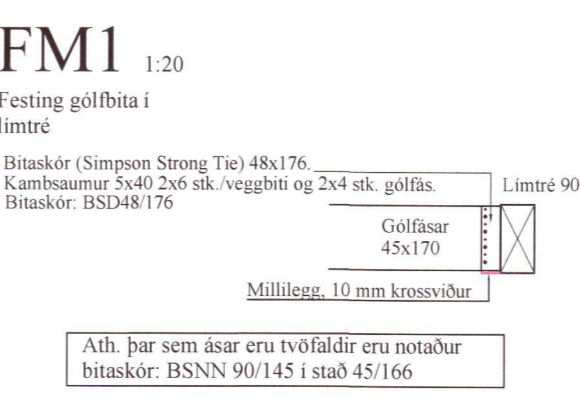 FM1 1:20
Festing gólfbita í
límtré
Bitaskór (Simpson Strong Tie) 48x176.
Kambsaumur 5x40 2x6 stk./veggbiti og 2x4 stk. gólfás.
Bitaskór: BSD48/176
Límtré 90
Gólfásar
45x170
Millilegg, 10 mm krossviður
Ath. þar sem ásar eru tvöfaldir eru notaður
bitaskór: BSNN 90/145 í stað 45/166